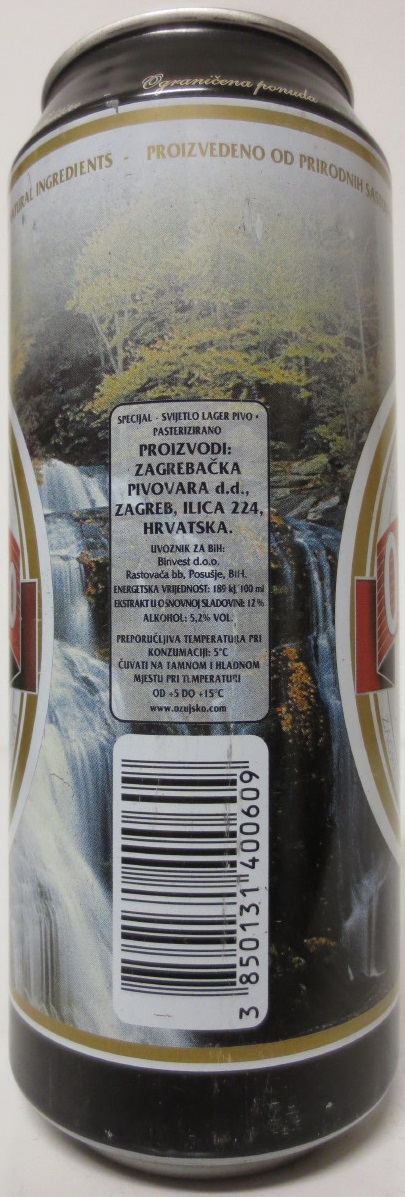 Ograničena ponuda
NATURAL INGREDIENTS - PROIZVEDENO OD PRIRODNIH
SPECIJAL - SVIJETLO LAGER PIVO •
PASTERIZIRANO
PROIZVODI:
ZAGREBAČKA
PIVOVARA d.d.,
ZAGREB, ILICA 224,
HRVATSKA.
UVOZNIK ZA BiH:
Binvest d.o.o.
Rastovača bb, Posušje, BiH.
ENERGETSKA VRIJEDNOST: 189 kJ, 100 ml
EKSTRAKT U OSNOVNOJ SLADOVINI: 12 %
ALKOHOL: 5,2% VOL.
PREPORUČLJIVA TEMPERATURA PRI
KONZUMACIJI: 5°C
ČUVATI NA TAMNOM I HLADNOM
MJESTU PRI TEMPERATURI
OD +5 DO +15°C
www.ozujsko.com
3 850131 400609